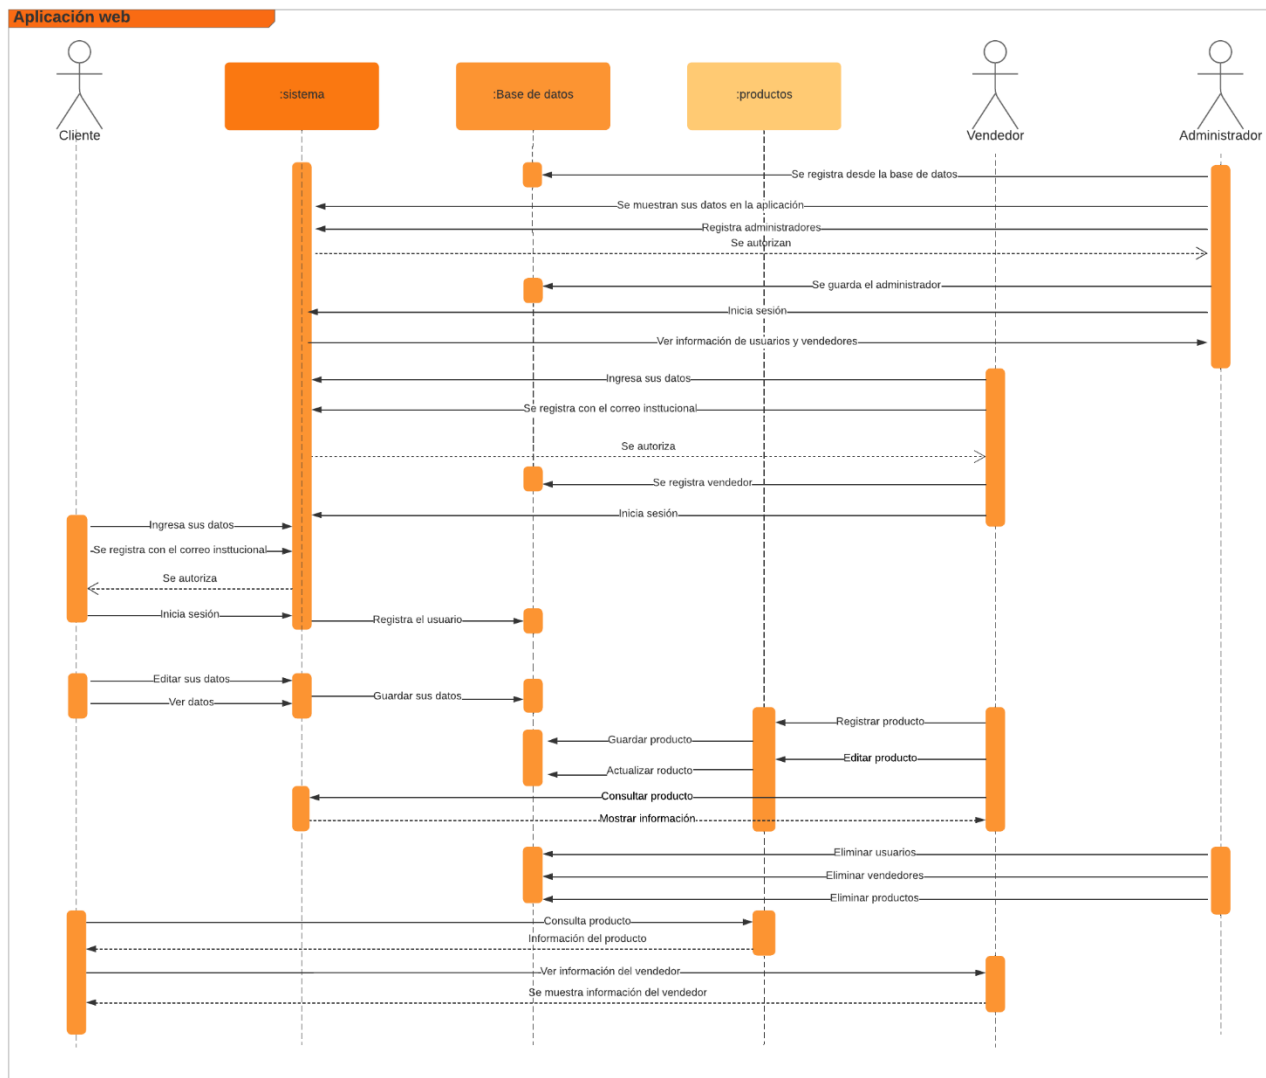 Aplicación web
:sistema
:Base de datos
:productos
Cliente
Vendedor
Administrador
Se registra desde la base de datos
Se muestran sus datos en la aplicación
Registra administradores
Se autorizan
Se guarda el administrador
Inicia sesión
Ver información de usuarios y vendedores
Ingresa sus datos
Se registra con el correo insttucional
Se autoriza
Se registra vendedor
Inicia sesión
Ingresa sus datos
Se registra con el correo insttucional
Se autoriza
Inicia sesión
Registra el usuario
Editar sus datos
Guardar sus datos
Ver datos
Registrar producto
Guardar producto
Editar producto
Actualizar roducto
Consultar producto
Mostrar información
Eliminar usuarios
Eliminar vendedores
Eliminar productos
Consulta producto
Información del producto
Ver información del vendedor
Se muestra información del vendedor